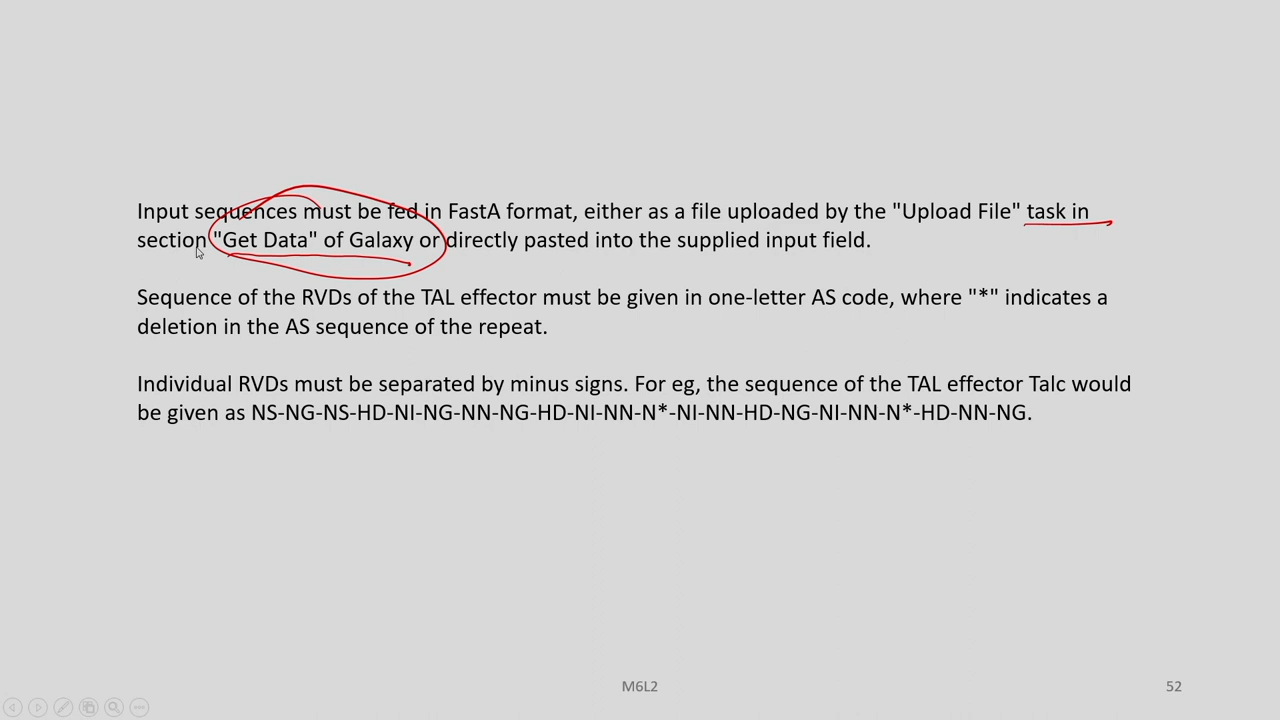 Input sequences must be fed in FastA format, either as a file uploaded by the "Upload File" task in
section "Get Data" of Galaxy or directly pasted into the supplied input field.
Sequence of the RVDs of the TAL effector must be given in one-letter AS code, where "*" indicates a
deletion in the AS sequence of the repeat.
Individual RVDs must be separated by minus signs. For eg, the sequence of the TAL effector Talc would
be given as NS-NG-NS-HD-NI-NG-NN-NG-HD-NI-NN-N*-NI-NN-HD-NG-NI-NN-N*-HD-NN-NG.
M6L2
52